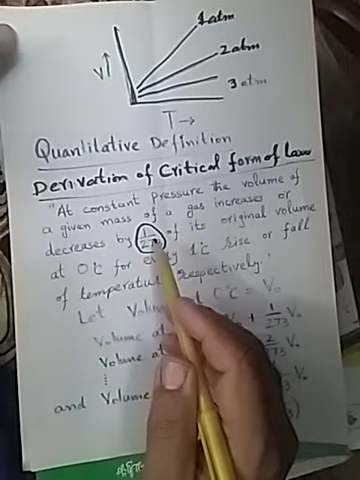 V↑
1 atm
2 atm
3 atm
T →
Quantitative Definition
Derivation of Critical form of Law
"At constant Pressure the volume of
a given mass of a gas increases or
decreases by of its original volume
at 0°C for every 1°C rise or fall
of temperature respectively."
Let Volume at 0°C = V₀
Volume at + 1/273 V₀
Volume at 2/273 V₀
⋮ V₀
and Volume